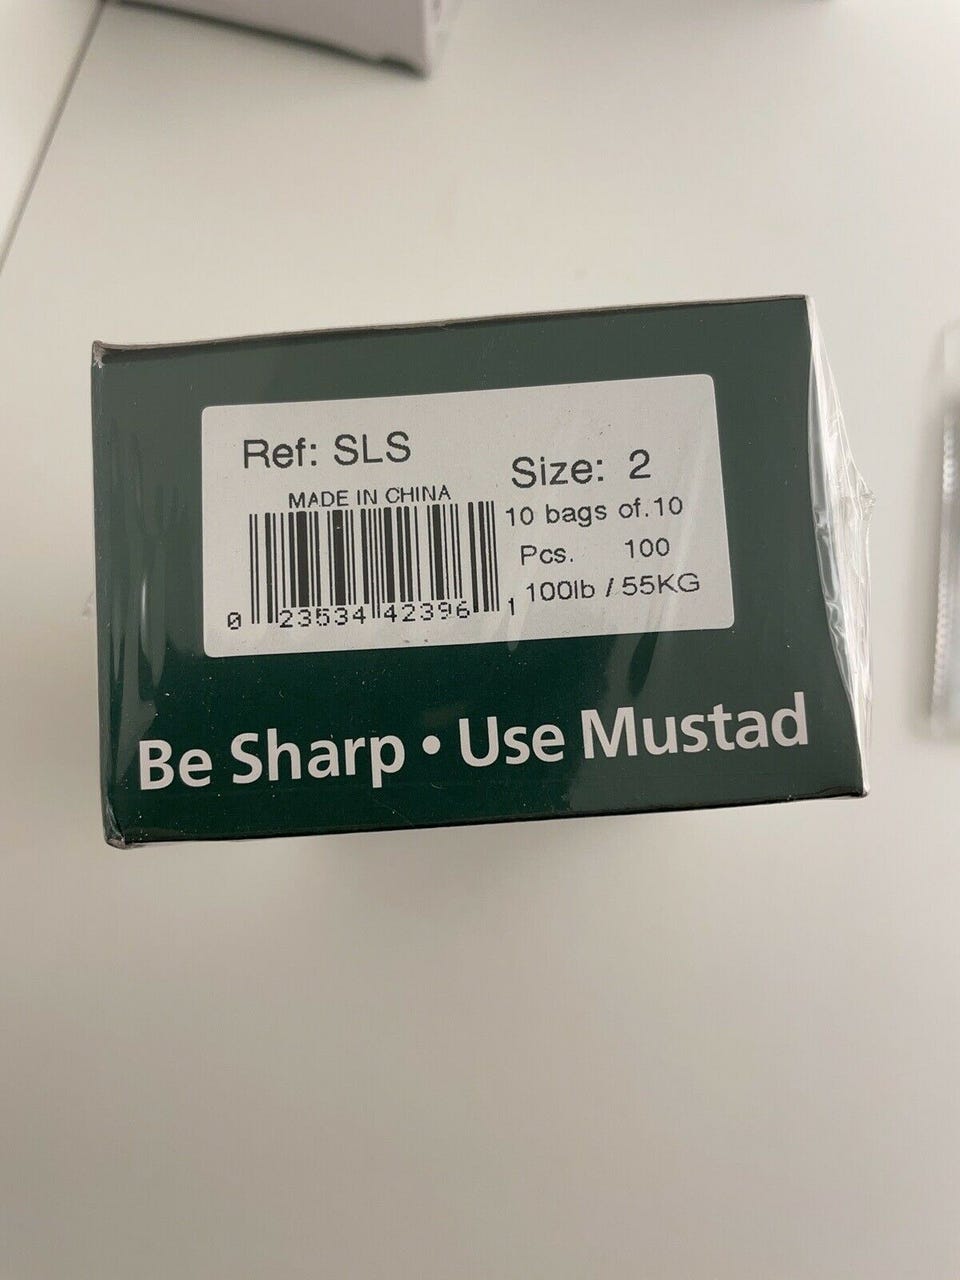 Ref: SLS
MADE IN CHINA
0 23534 42396 1
Size: 2
10 bags of.10
Pcs. 100
100lb / 55KG
Be Sharp • Use Mustad